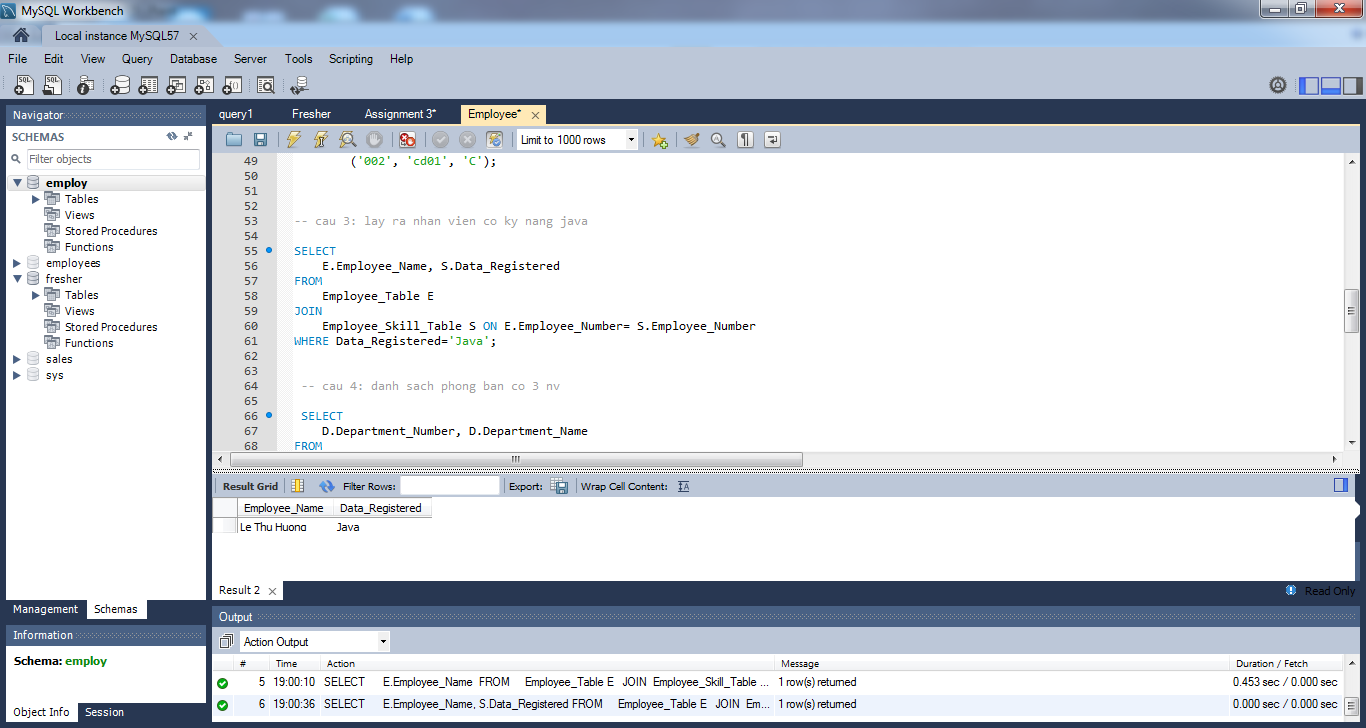 MySQL Workbench
Local instance MySQL57
File Edit View Query Database Server Tools Scripting Help
Navigator
SCHEMAS
Filter objects
employ
Tables
Views
Stored Procedures
Functions
employees
fresher
Tables
Views
Stored Procedures
Functions
sales
sys
Management Schemas
Information
Schema: employ
Object Info Session
query1 Fresher Assignment 3* Employee*
Limit to 1000 rows
49 ('002', 'cd01', 'C');
50
51
52
53 -- cau 3: lay ra nhan vien co ky nang java
54
55 SELECT
56 E.Employee_Name, S.Data_Registered
57 FROM
58 Employee_Table E
59 JOIN
60 Employee_Skill_Table S ON E.Employee_Number= S.Employee_Number
61 WHERE Data_Registered='Java';
62
63
64 -- cau 4: danh sach phong ban co 3 nv
65
66 SELECT
67 D.Department_Number, D.Department_Name
68 FROM
Result Grid Filter Rows: Export: Wrap Cell Content:
Employee_Name Data_Registered
Le Thu Huong Java
Result 2
Read Only
Output
Action Output
# Time Action Message Duration / Fetch
5 19:00:10 SELECT E.Employee_Name FROM Employee_Table E JOIN Employee_Skill_Table ... 1 row(s) returned 0.453 sec / 0.000 sec
6 19:00:36 SELECT E.Employee_Name, S.Data_Registered FROM Employee_Table E JOIN Em... 1 row(s) returned 0.000 sec / 0.000 sec